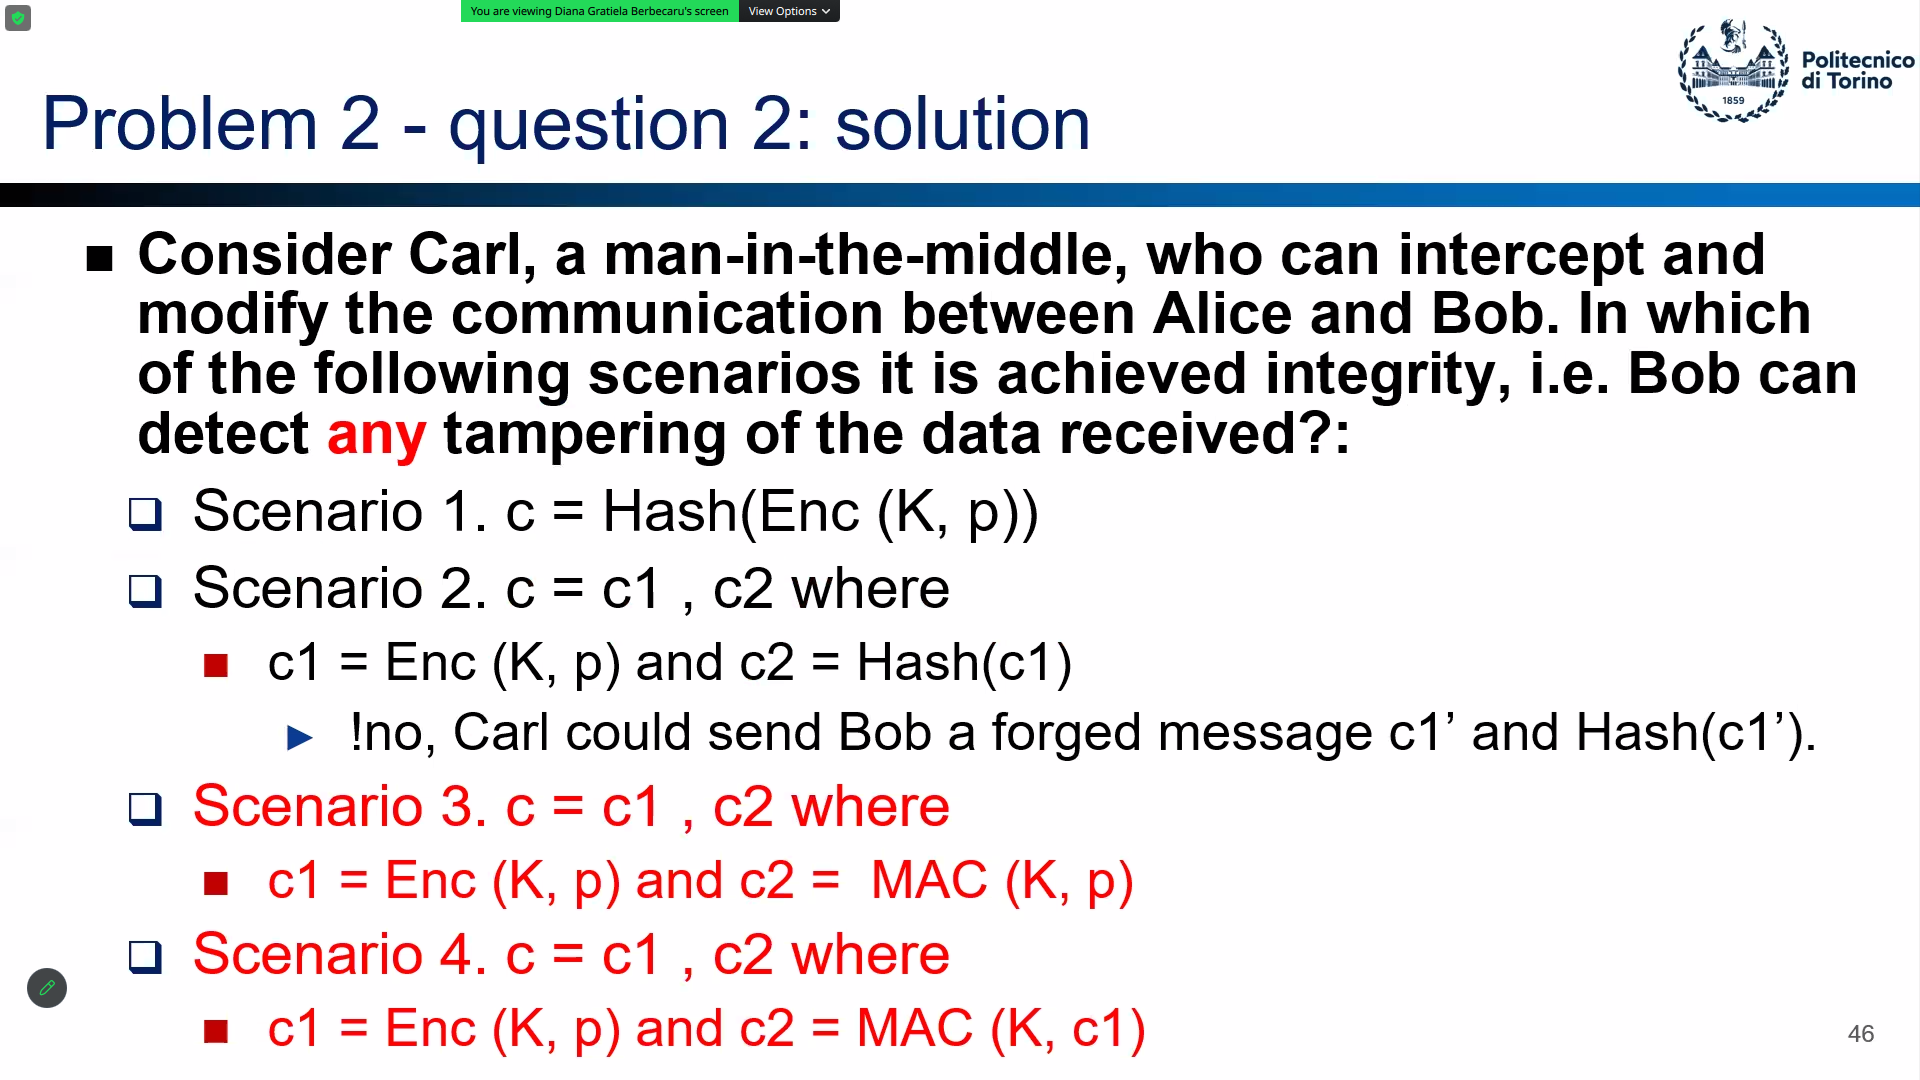 You are viewing Diana Gratiela Berbecaru's screen View Options
Politecnico
di Torino
1859
Problem 2 - question 2: solution
Consider Carl, a man-in-the-middle, who can intercept and
modify the communication between Alice and Bob. In which
of the following scenarios it is achieved integrity, i.e. Bob can
detect any tampering of the data received?:
Scenario 1. c = Hash(Enc (K, p))
Scenario 2. c = c1 , c2 where
c1 = Enc (K, p) and c2 = Hash(c1)
!no, Carl could send Bob a forged message c1’ and Hash(c1’).
Scenario 3. c = c1 , c2 where
c1 = Enc (K, p) and c2 = MAC (K, p)
Scenario 4. c = c1 , c2 where
c1 = Enc (K, p) and c2 = MAC (K, c1)
46